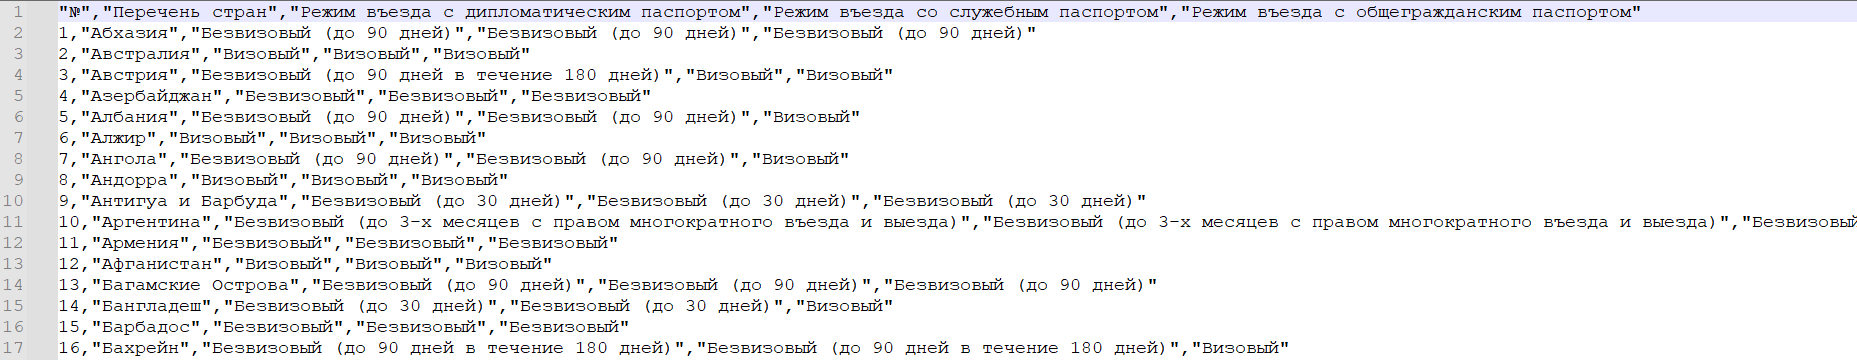 1 "№","Перечень стран","Режим въезда с дипломатическим паспортом","Режим въезда со служебным паспортом","Режим въезда с общегражданским паспортом"
2 1,"Абхазия","Безвизовый (до 90 дней)","Безвизовый (до 90 дней)","Безвизовый (до 90 дней)"
3 2,"Австралия","Визовый","Визовый","Визовый"
4 3,"Австрия","Безвизовый (до 90 дней в течение 180 дней)","Визовый","Визовый"
5 4,"Азербайджан","Безвизовый","Безвизовый","Безвизовый"
6 5,"Албания","Безвизовый (до 90 дней)","Безвизовый (до 90 дней)","Визовый"
7 6,"Алжир","Визовый","Визовый","Визовый"
8 7,"Ангола","Безвизовый (до 90 дней)","Безвизовый (до 90 дней)","Визовый"
9 8,"Андорра","Визовый","Визовый","Визовый"
10 9,"Антигуа и Барбуда","Безвизовый (до 30 дней)","Безвизовый (до 30 дней)","Безвизовый (до 30 дней)"
11 10,"Аргентина","Безвизовый (до 3-х месяцев с правом многократного въезда и выезда)","Безвизовый (до 3-х месяцев с правом многократного въезда и выезда)","Безвизовый
12 11,"Армения","Безвизовый","Безвизовый","Безвизовый"
13 12,"Афганистан","Визовый","Визовый","Визовый"
14 13,"Багамские Острова","Безвизовый (до 90 дней)","Безвизовый (до 90 дней)","Безвизовый (до 90 дней)"
15 14,"Бангладеш","Безвизовый (до 30 дней)","Безвизовый (до 30 дней)","Визовый"
16 15,"Барбадос","Безвизовый","Безвизовый","Безвизовый"
17 16,"Бахрейн","Безвизовый (до 90 дней в течение 180 дней)","Безвизовый (до 90 дней в течение 180 дней)","Визовый"